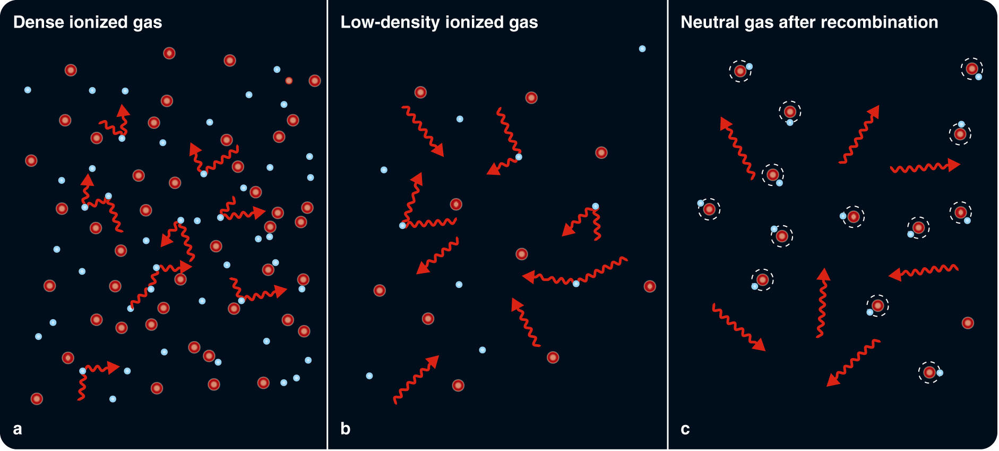 Dense ionized gas
Low-density ionized gas
Neutral gas after recombination
a
b
c